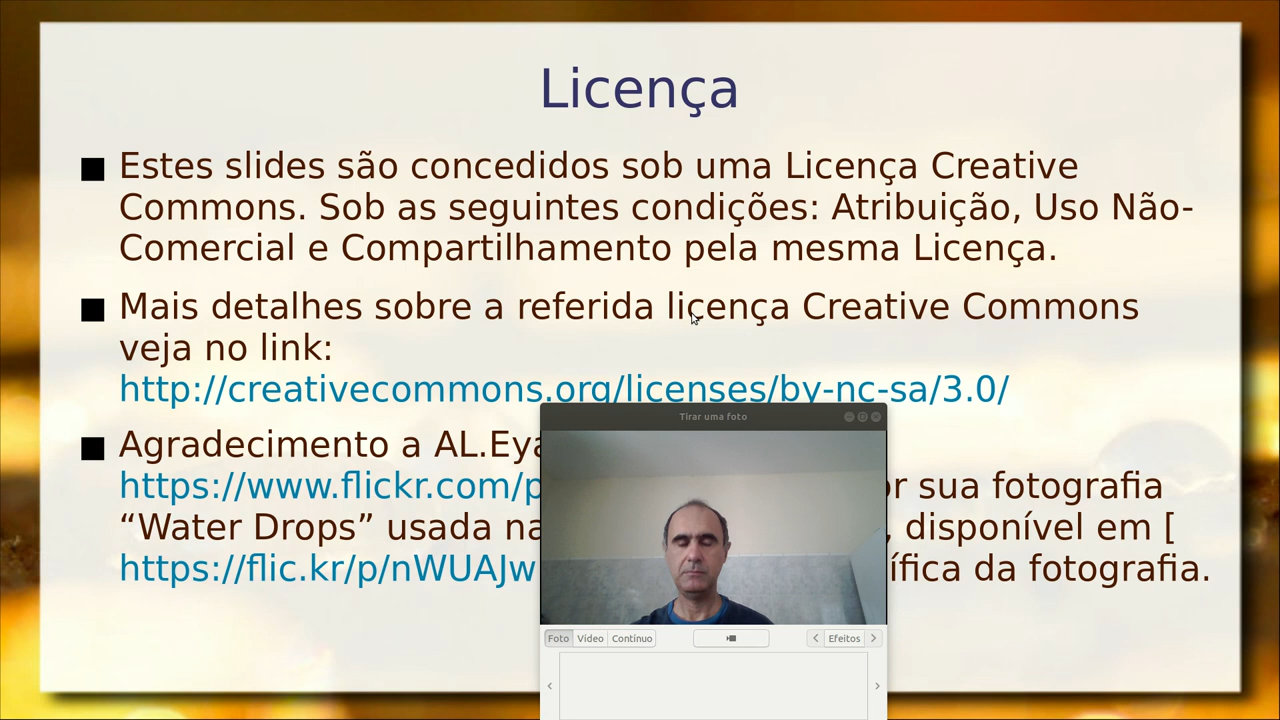 Licença
Estes slides são concedidos sob uma Licença Creative
Commons. Sob as seguintes condições: Atribuição, Uso Não-
Comercial e Compartilhamento pela mesma Licença.
Mais detalhes sobre a referida licença Creative Commons
veja no link:
http://creativecommons.org/licenses/by-nc-sa/3.0/
Agradecimento a AL.Eya
https://www.flickr.com/p or sua fotografia
“Water Drops” usada na , disponível em [
https://flic.kr/p/nWUAJw ífica da fotografia.
Tirar uma foto
Foto Vídeo Contínuo Efeitos